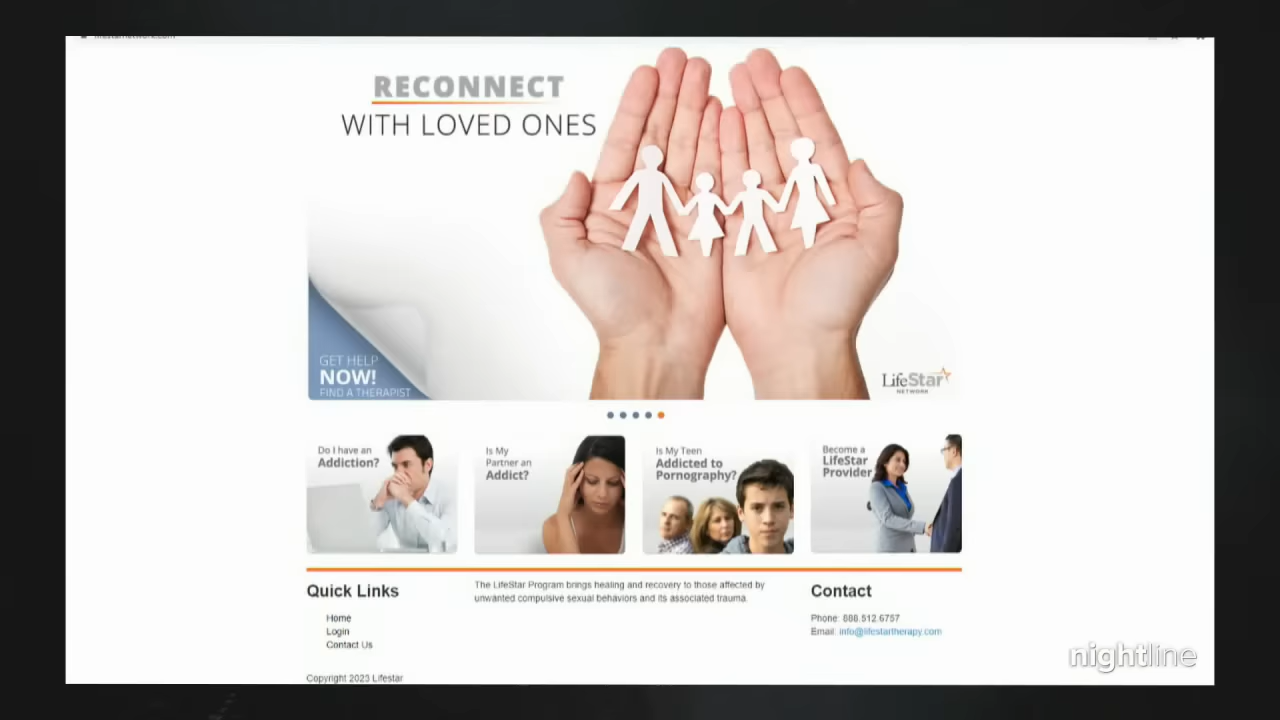 RECONNECT
WITH LOVED ONES
GET HELP
NOW!
FIND A THERAPIST
LifeStar
NETWORK
Do I have an
Addiction?
Is My
Partner an
Addict?
Is My Teen
Addicted to
Pornography?
Become a
LifeStar
Provider
Quick Links
Home
Login
Contact Us
The LifeStar Program brings healing and recovery to those affected by
unwanted compulsive sexual behaviors and its associated trauma.
Contact
Phone: 888.512.6757
Email: info@lifestartherapy.com
Copyright 2023 Lifestar
nightline